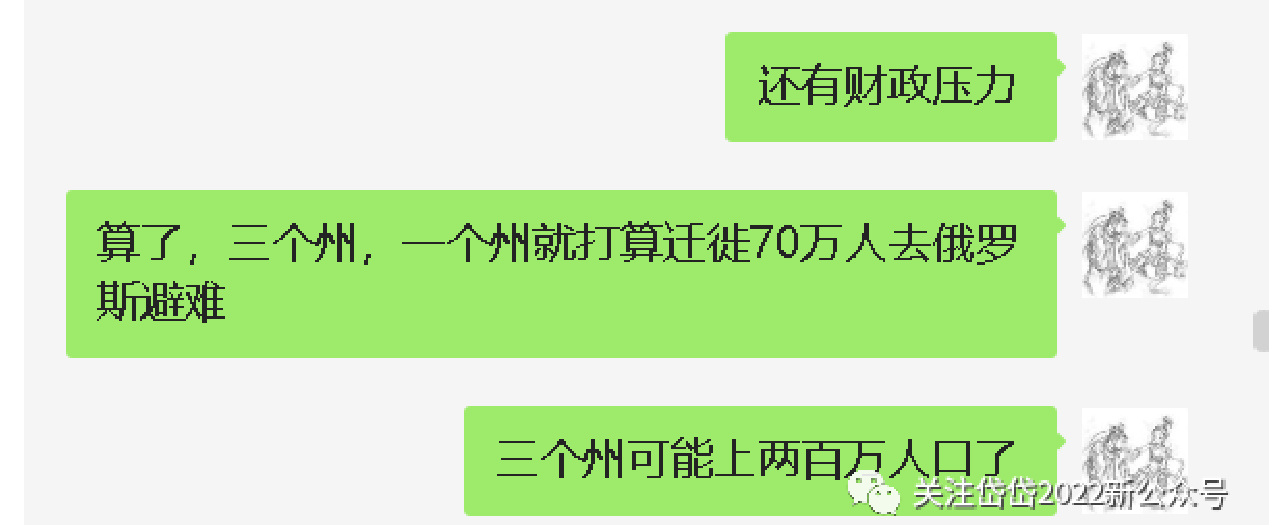 还有财政压力
算了，三个州，一个州就打算迁徙70万人去俄罗
斯避难
三个州可能上两百万人口了
关注岱岱2022新公众号